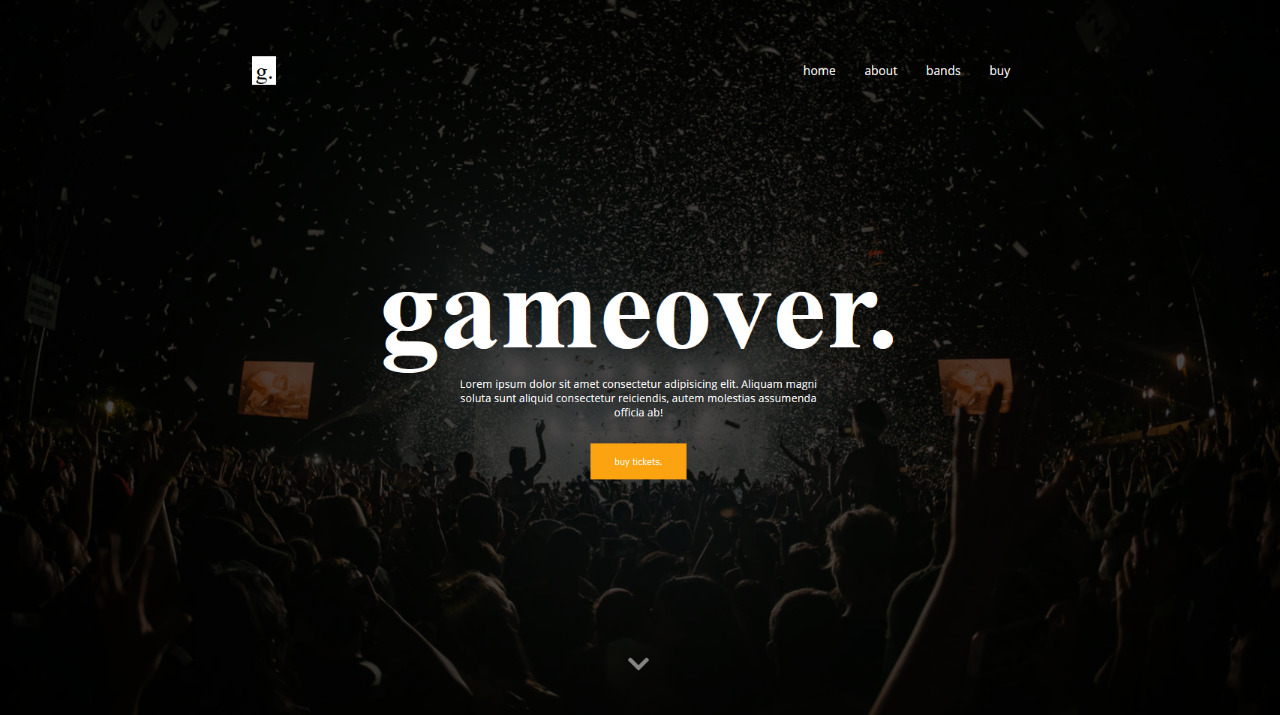 g.
home about bands buy
gameover.
Lorem ipsum dolor sit amet consectetur adipisicing elit. Aliquam magni
soluta sunt aliquid consectetur reiciendis, autem molestias assumenda
officia ab!
buy tickets.